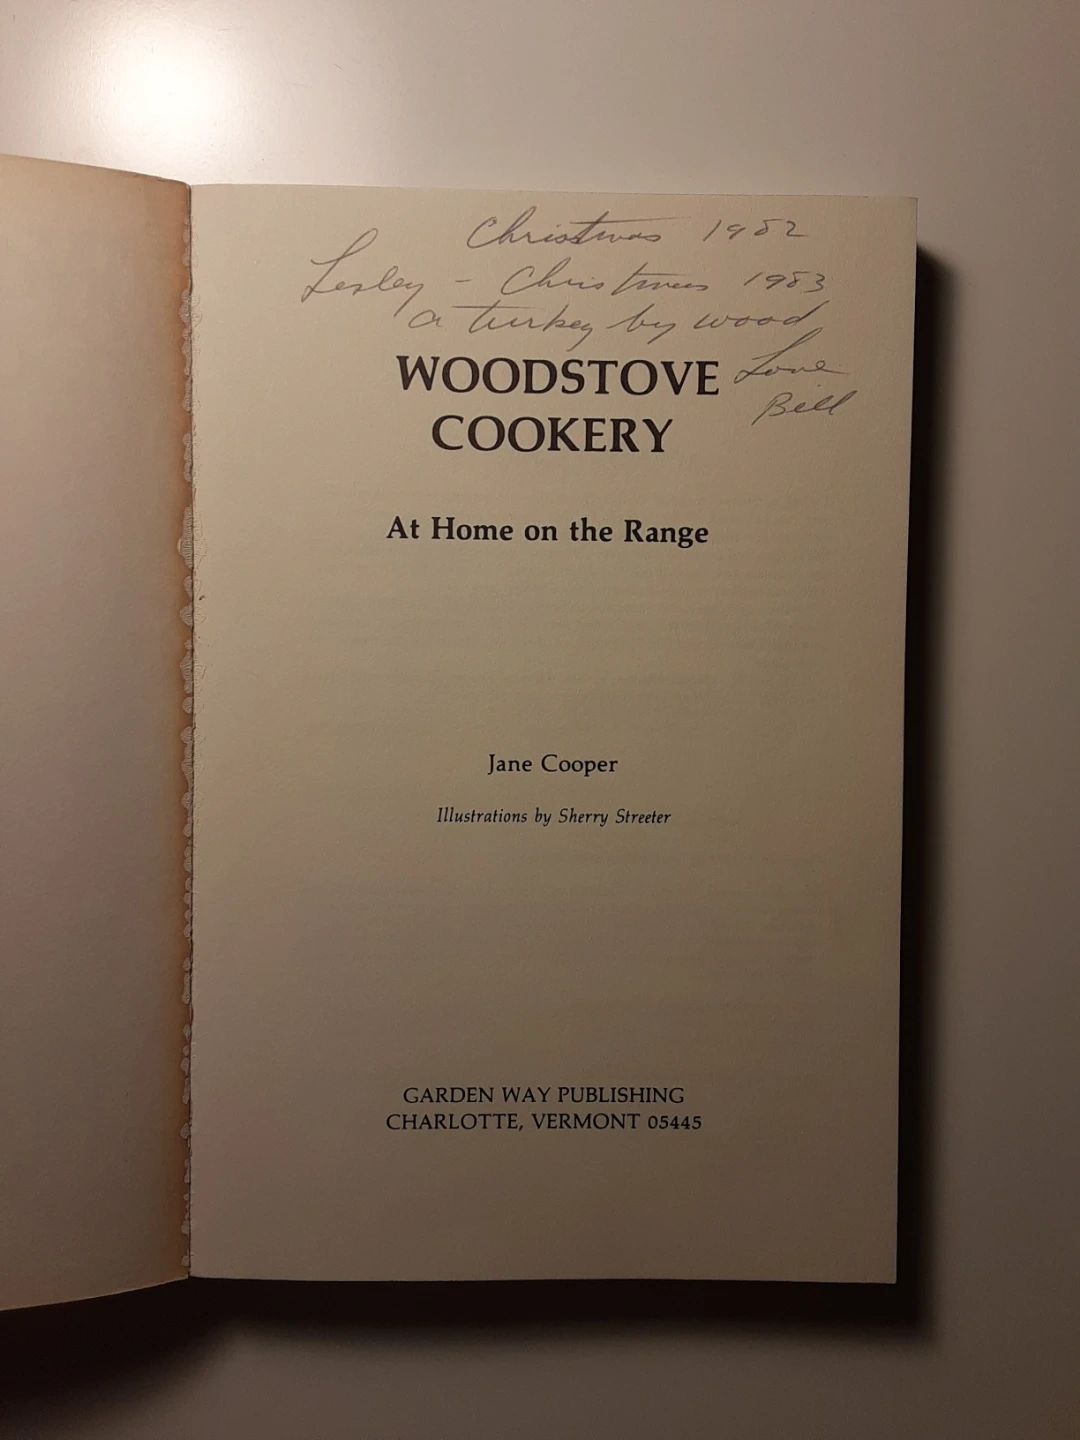 Christmas 1982
Lesley - Christmas 1983
a turkey by wood
Love
Bill
WOODSTOVE
COOKERY
At Home on the Range
Jane Cooper
Illustrations by Sherry Streeter
GARDEN WAY PUBLISHING
CHARLOTTE, VERMONT 05445